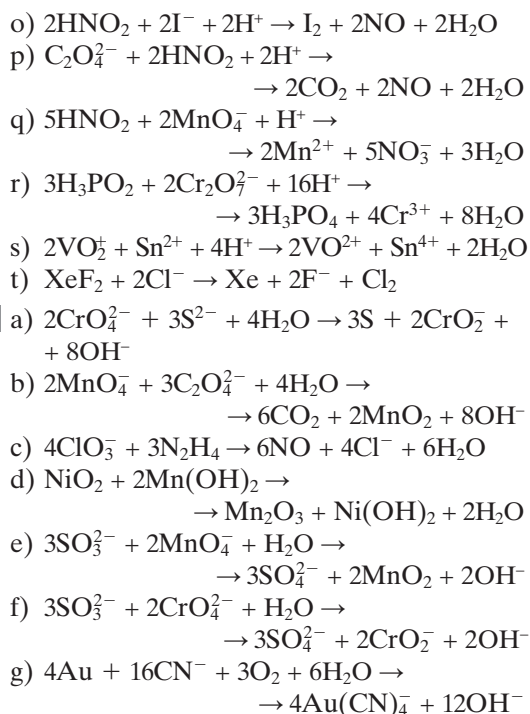 o) 2HNO₂ + 2I⁻ + 2H⁺ → I₂ + 2NO + 2H₂O
p) C₂O₄²⁻ + 2HNO₂ + 2H⁺ →
→ 2CO₂ + 2NO + 2H₂O
q) 5HNO₂ + 2MnO₄⁻ + H⁺ →
→ 2Mn²⁺ + 5NO₃⁻ + 3H₂O
r) 3H₃PO₂ + 2Cr₂O₇²⁻ + 16H⁺ →
→ 3H₃PO₄ + 4Cr³⁺ + 8H₂O
s) 2VO₂⁺ + Sn²⁺ + 4H⁺ → 2VO²⁺ + Sn⁴⁺ + 2H₂O
t) XeF₂ + 2Cl⁻ → Xe + 2F⁻ + Cl₂
a) 2CrO₄²⁻ + 3S²⁻ + 4H₂O → 3S + 2CrO₂⁻ +
+ 8OH⁻
b) 2MnO₄⁻ + 3C₂O₄²⁻ + 4H₂O →
→ 6CO₂ + 2MnO₂ + 8OH⁻
c) 4ClO₃⁻ + 3N₂H₄ → 6NO + 4Cl⁻ + 6H₂O
d) NiO₂ + 2Mn(OH)₂ →
→ Mn₂O₃ + Ni(OH)₂ + 2H₂O
e) 3SO₃²⁻ + 2MnO₄⁻ + H₂O →
→ 3SO₄²⁻ + 2MnO₂ + 2OH⁻
f) 3SO₃²⁻ + 2CrO₄²⁻ + H₂O →
→ 3SO₄²⁻ + 2CrO₂⁻ + 2OH⁻
g) 4Au + 16CN⁻ + 3O₂ + 6H₂O →
→ 4Au(CN)₄⁻ + 12OH⁻